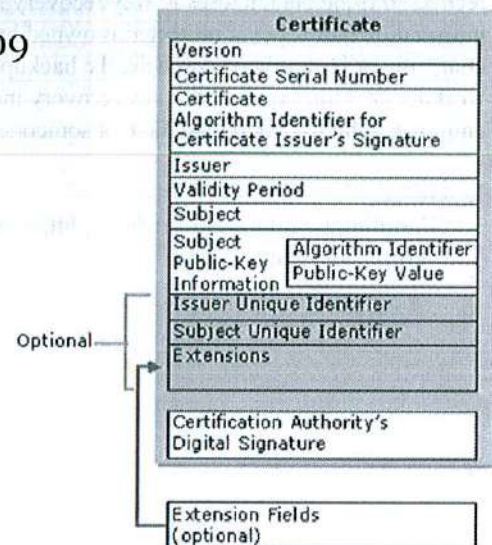 99
Certificate
Version
Certificate Serial Number
Certificate
Algorithm Identifier for
Certificate Issuer's Signature
Issuer
Validity Period
Subject
Subject
Public-Key
Information
Algorithm Identifier
Public-Key Value
Optional
Issuer Unique Identifier
Subject Unique Identifier
Extensions
Certification Authority's
Digital Signature
Extension Fields
(optional)